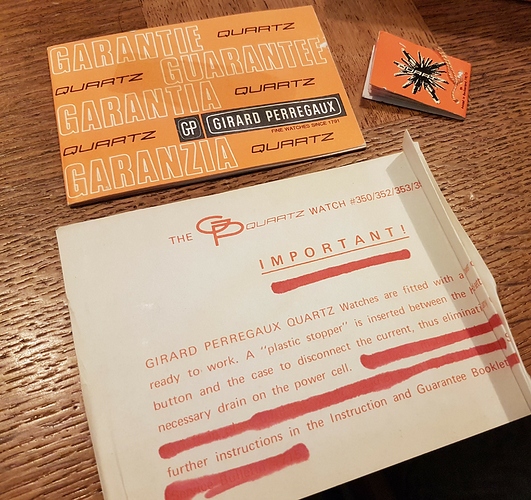 GARANTIE
QUARTZ
GUARANTEE
QUARTZ
QUARTZ
GARANTIA
GP GIRARD PERREGAUX
FINE WATCHES SINCE 1791
QUARTZ
QUARTZ
GARANZIA
THE GP QUARTZ WATCH #350/352/353/3
IMPORTANT!
GIRARD PERREGAUX QUARTZ Watches are fitted with a
ready to work. A "plastic stopper" is inserted between the
button and the case to disconnect the current, thus eliminatin
necessary drain on the power cell.
further instructions in the Instruction and Guarantee Booklet